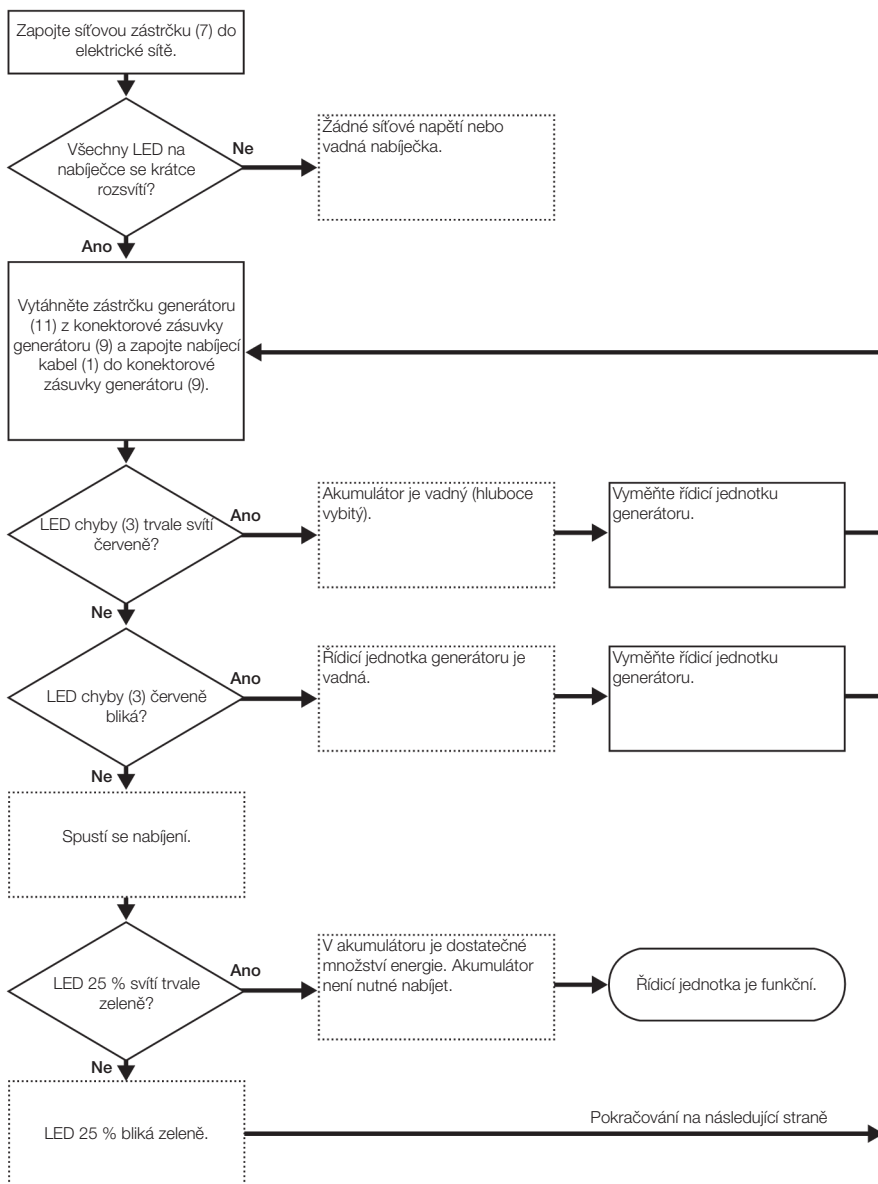 Zapojte síťovou zástrčku (7) do
elektrické sítě.
Všechny LED na
nabíječce se krátce
rozsvítí?
Ne
Žádné síťové napětí nebo
vadná nabíječka.
Ano
Vytáhněte zástrčku generátoru
(11) z konektorové zásuvky
generátoru (9) a zapojte nabíjecí
kabel (1) do konektorové
zásuvky generátoru (9).
LED chyby (3) trvale svítí
červeně?
Ano
Akumulátor je vadný (hluboce
vybitý).
Vyměňte řídicí jednotku
generátoru.
Ne
LED chyby (3) červeně
bliká?
Ano
Řídicí jednotka generátoru je
vadná.
Vyměňte řídicí jednotku
generátoru.
Ne
Spustí se nabíjení.
LED 25 % svítí trvale
zeleně?
Ano
V akumulátoru je dostatečné
množství energie. Akumulátor
není nutné nabíjet.
Řídicí jednotka je funkční.
Ne
LED 25 % bliká zeleně.
Pokračování na následující straně